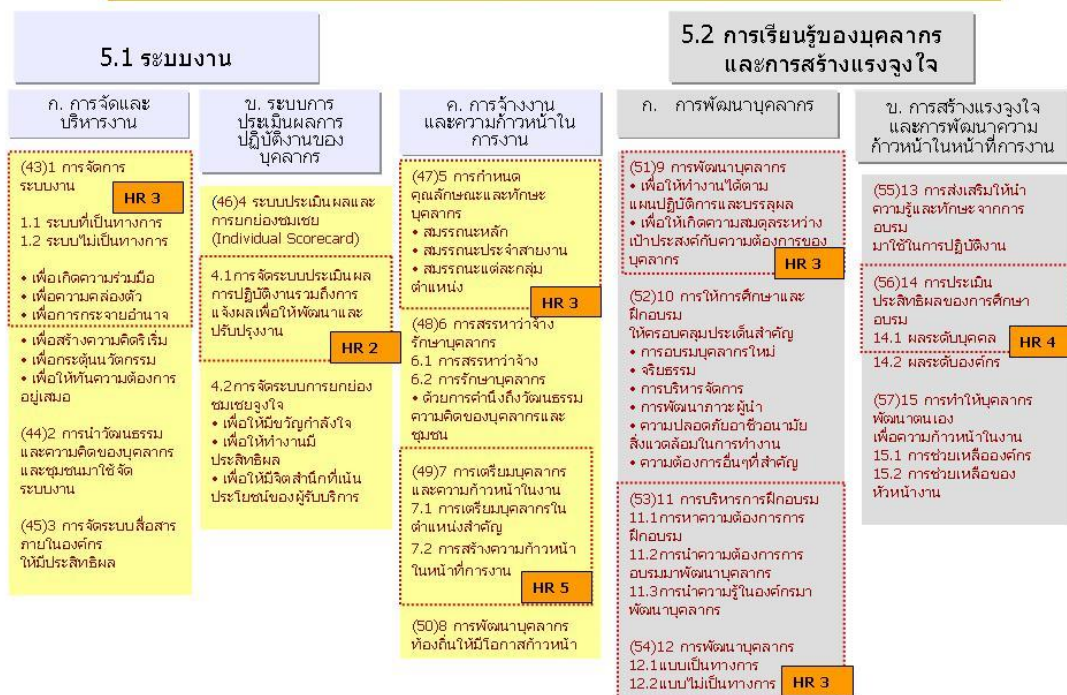 5.1 ระบบงาน
ก. การจัดและ
บริหารงาน
(43)1 การจัดการ
ระบบงาน
HR 3
1.1 ระบบที่เป็นทางการ
1.2 ระบบไม่เป็นทางการ
• เพื่อเกิดความร่วมมือ
• เพื่อความคล่องตัว
• เพื่อการกระจายอำนาจ
• เพื่อสร้างความคิดริเริ่ม
• เพื่อกระตุ้นนวัตกรรม
• เพื่อให้ทันความต้องการ
อยู่เสมอ
(44)2 การนำวัฒนธรรม
และความคิดของบุคลากร
และชุมชนมาใช้จัด
ระบบงาน
(45)3 การจัดระบบสื่อสาร
ภายในองค์กร
ให้มีประสิทธิผล
ข. ระบบการ
ประเมินผลการ
ปฏิบัติงานของ
บุคลากร
(46)4 ระบบประเมินผลและ
การยกย่องชมเชย
(Individual Scorecard)
4.1การจัดระบบประเมินผล
การปฏิบัติงานรวมถึงการ
แจ้งผลเพื่อให้พัฒนาและ
ปรับปรุงงาน
HR 2
4.2การจัดระบบการยกย่อง
ชมเชยจูงใจ
• เพื่อให้มีขวัญกำลังใจ
• เพื่อให้ทำงานมี
ประสิทธิผล
• เพื่อให้มีจิตสำนึกที่เน้น
ประโยชน์ของผู้รับบริการ
ค. การจ้างงาน
และความก้าวหน้าใน
การงาน
(47)5 การกำหนด
คุณลักษณะและทักษะ
บุคลากร
• สมรรถนะหลัก
• สมรรถนะประจำสายงาน
• สมรรถนะแต่ละกลุ่ม
ตำแหน่ง
HR 3
(48)6 การสรรหาว่าจ้าง
รักษาบุคลากร
6.1 การสรรหาว่าจ้าง
6.2 การรักษาบุคลากร
• ด้วยการคำนึงถึงวัฒนธรรม
ความคิดของบุคลากรและ
ชุมชน
(49)7 การเตรียมบุคลากร
และความก้าวหน้าในงาน
7.1 การเตรียมบุคลากรใน
ตำแหน่งสำคัญ
7.2 การสร้างความก้าวหน้า
ในหน้าที่การงาน
HR 5
(50)8 การพัฒนาบุคลากร
ท้องถิ่นให้มีโอกาสก้าวหน้า
5.2 การเรียนรู้ของบุคลากร
และการสร้างแรงจูงใจ
ก. การพัฒนาบุคลากร
(51)9 การพัฒนาบุคลากร
• เพื่อให้ทำงานได้ตาม
แผนปฏิบัติการและบรรลุผล
• เพื่อให้เกิดความสมดุลระหว่าง
เป้าประสงค์กับความต้องการของ
บุคลากร
HR 3
(52)10 การให้การศึกษาและ
ฝึกอบรม
ให้ครอบคลุมประเด็นสำคัญ
• การอบรมบุคลากรใหม่
• จริยธรรม
• การบริหารจัดการ
• การพัฒนาภาวะผู้นำ
• ความปลอดภัยอาชีวอนามัย
สิ่งแวดล้อมในการทำงาน
• ความต้องการอื่นๆที่สำคัญ
(53)11 การบริหารการฝึกอบรม
11.1การหาความต้องการการ
ฝึกอบรม
11.2การนำความต้องการการ
อบรมมาพัฒนาบุคลากร
11.3การนำความรู้ในองค์กรมา
พัฒนาบุคลากร
(54)12 การพัฒนาบุคลากร
12.1แบบเป็นทางการ
12.2แบบไม่เป็นทางการ
HR 3
ข. การสร้างแรงจูงใจ
และการพัฒนาความ
ก้าวหน้าในหน้าที่การงาน
(55)13 การส่งเสริมให้นำ
ความรู้และทักษะจากการ
อบรม
มาใช้ในการปฏิบัติงาน
(56)14 การประเมิน
ประสิทธิผลของการศึกษา
อบรม
14.1 ผลระดับบุคคล
HR 4
14.2 ผลระดับองค์กร
(57)15 การทำให้บุคลากร
พัฒนาตนเอง
เพื่อความก้าวหน้าในงาน
15.1 การช่วยเหลือองค์กร
15.2 การช่วยเหลือของ
หัวหน้างาน